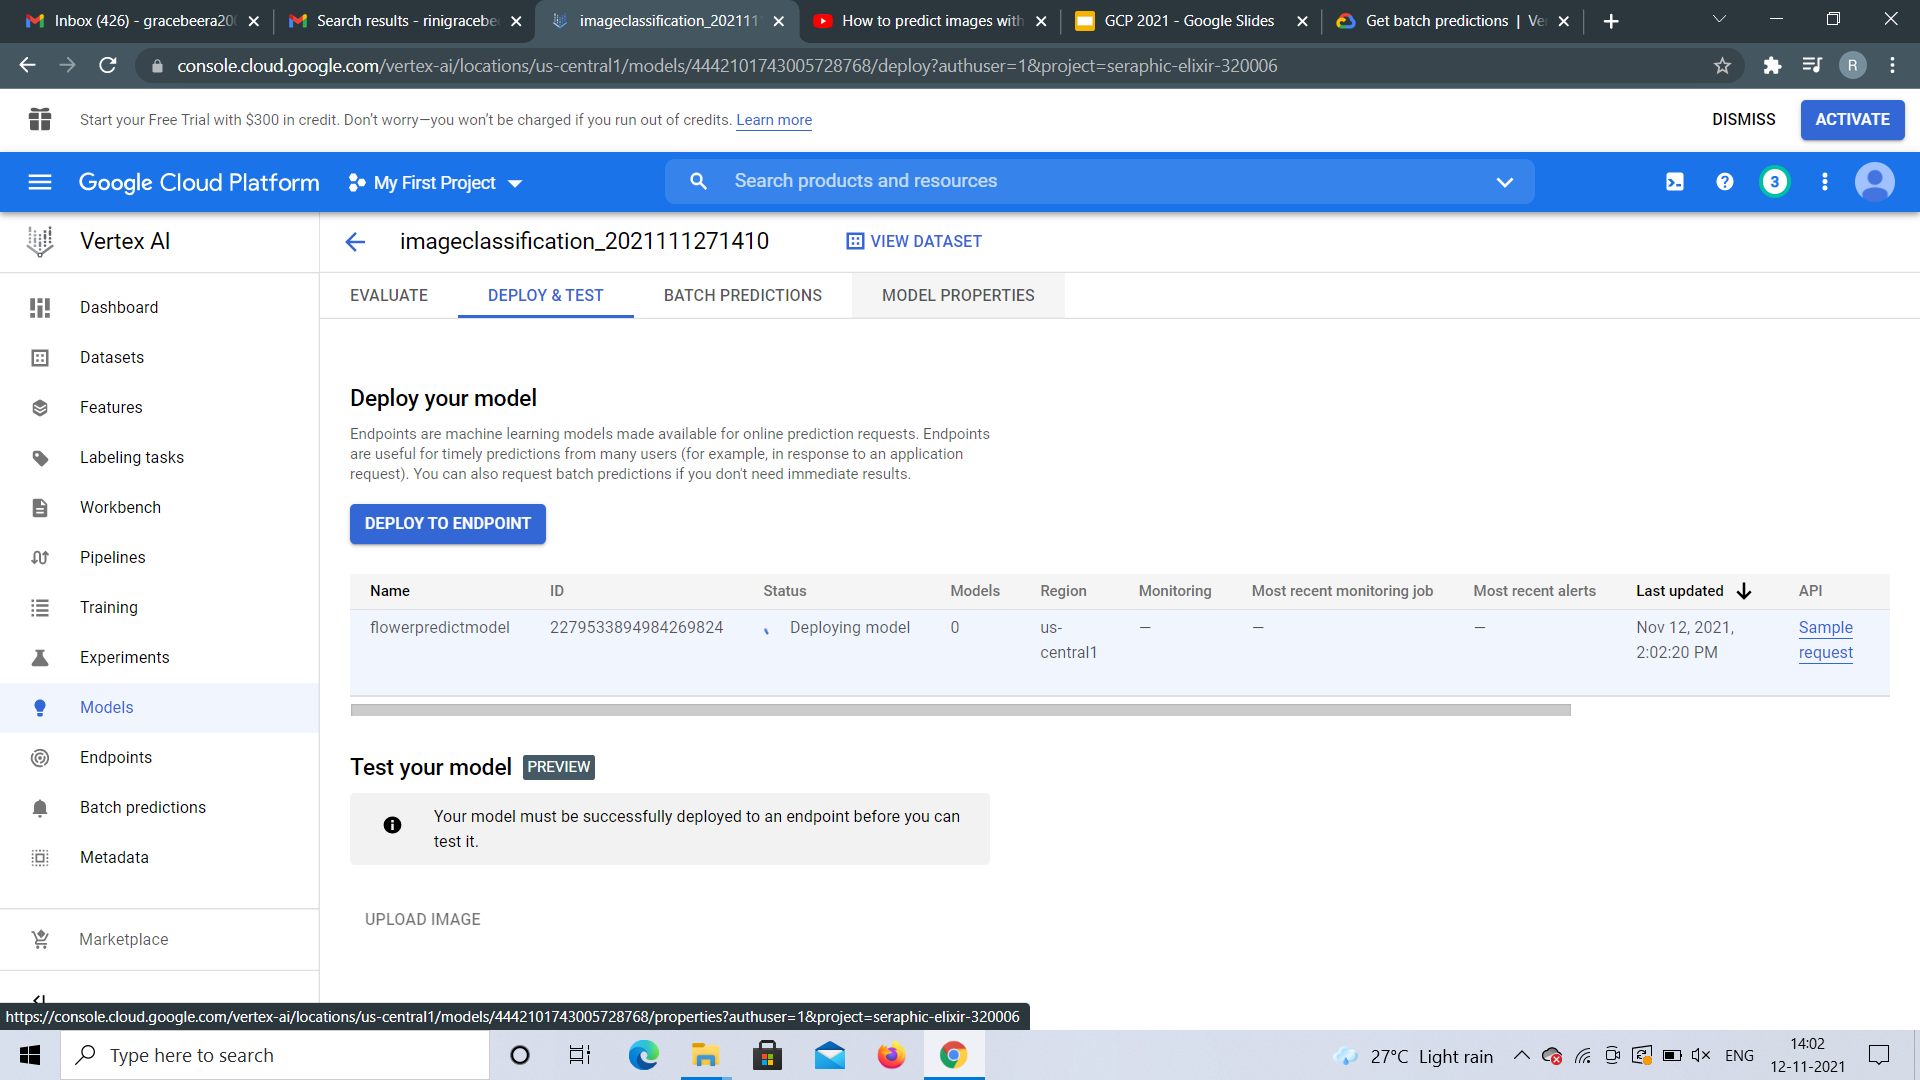 Inbox (426) - gracebeera20
Search results - rinigracebe
imageclassification_202111
How to predict images with
GCP 2021 - Google Slides
Get batch predictions | Ve
console.cloud.google.com/vertex-ai/locations/us-central1/models/4442101743005728768/deploy?authuser=1&project=seraphic-elixir-320006
R
Start your Free Trial with $300 in credit. Don't worry—you won't be charged if you run out of credits. Learn more
DISMISS
ACTIVATE
Google Cloud Platform
My First Project
Search products and resources
3
Vertex AI
imageclassification_2021111271410
VIEW DATASET
EVALUATE
DEPLOY & TEST
BATCH PREDICTIONS
MODEL PROPERTIES
Dashboard
Datasets
Features
Labeling tasks
Workbench
Pipelines
Training
Experiments
Models
Endpoints
Batch predictions
Metadata
Marketplace
Deploy your model
Endpoints are machine learning models made available for online prediction requests. Endpoints
are useful for timely predictions from many users (for example, in response to an application
request). You can also request batch predictions if you don't need immediate results.
DEPLOY TO ENDPOINT
Name ID Status Models Region Monitoring Most recent monitoring job Most recent alerts Last updated API
flowerpredictmodel 2279533894984269824 Deploying model 0 us- — — — Nov 12, 2021, Sample
central1 2:02:20 PM request
Test your model PREVIEW
Your model must be successfully deployed to an endpoint before you can
test it.
UPLOAD IMAGE
https://console.cloud.google.com/vertex-ai/locations/us-central1/models/4442101743005728768/properties?authuser=1&project=seraphic-elixir-320006
Type here to search
27°C Light rain
ENG
14:02
12-11-2021